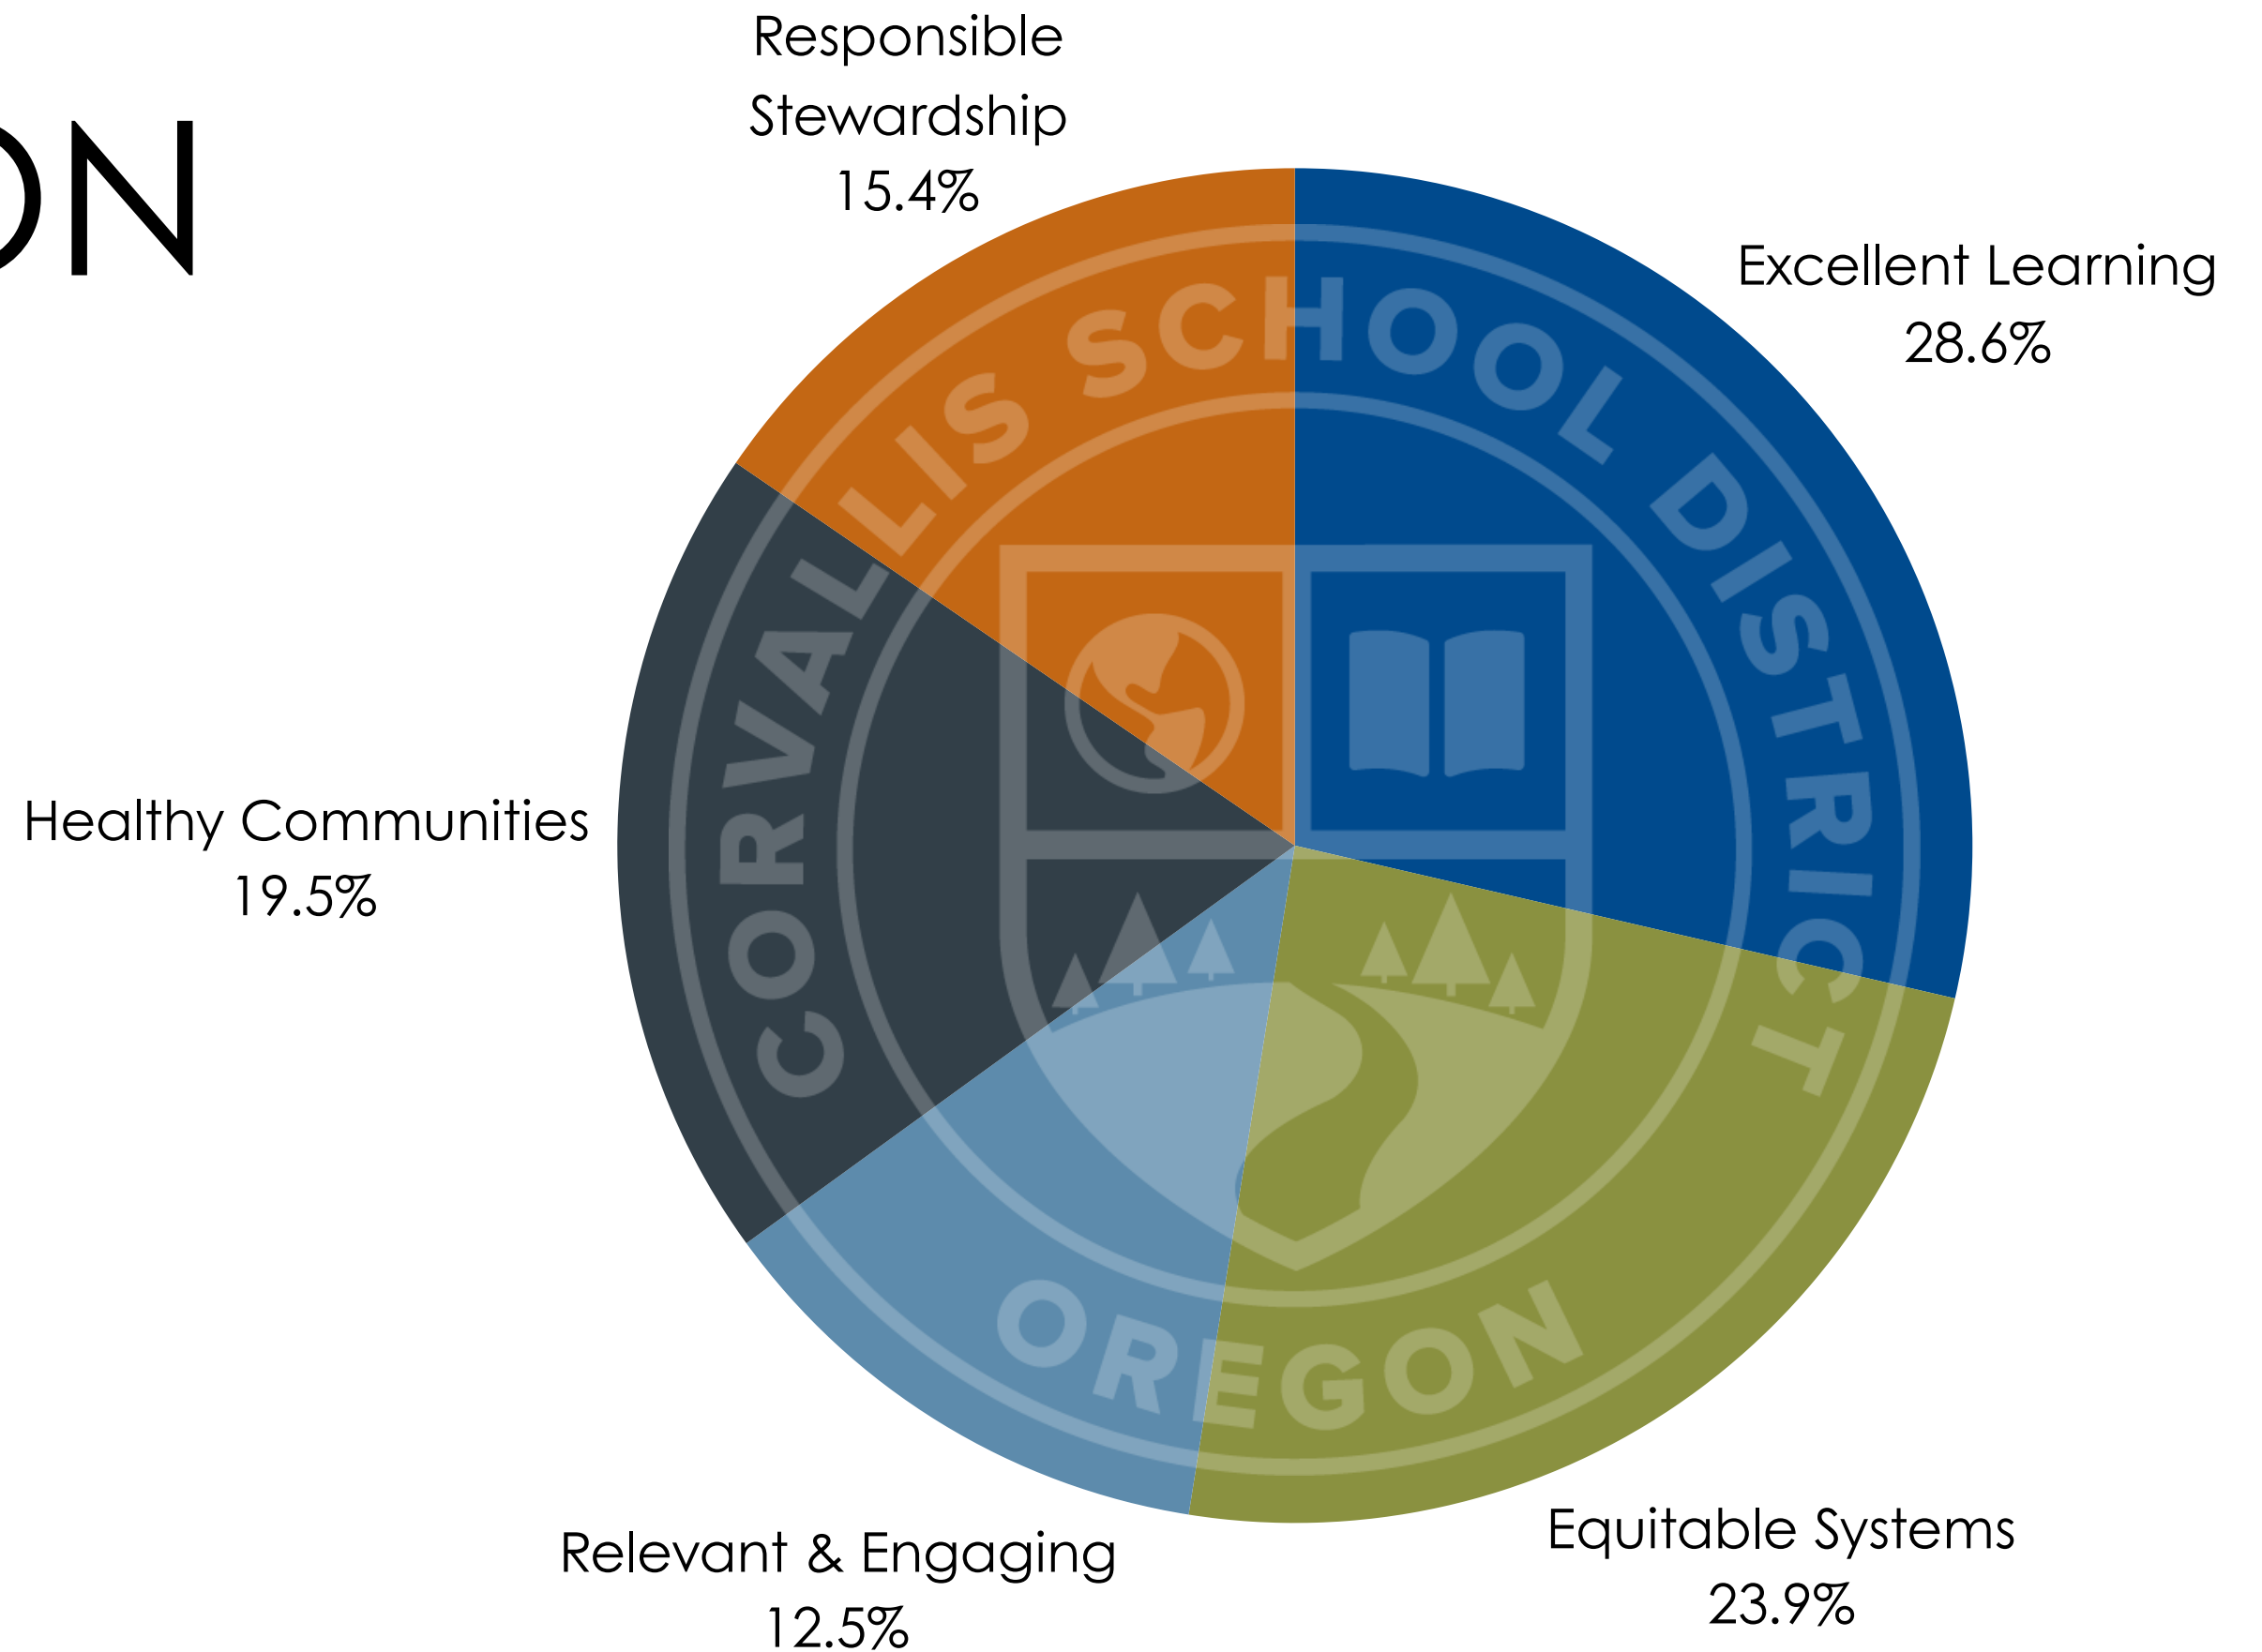 ON
Responsible
Stewardship
15.4%
Excellent Learning
28.6%
Healthy Communities
19.5%
Relevant & Engaging
12.5%
Equitable Systems
23.9%
CORVALLIS SCHOOL DISTRICT
OREGON